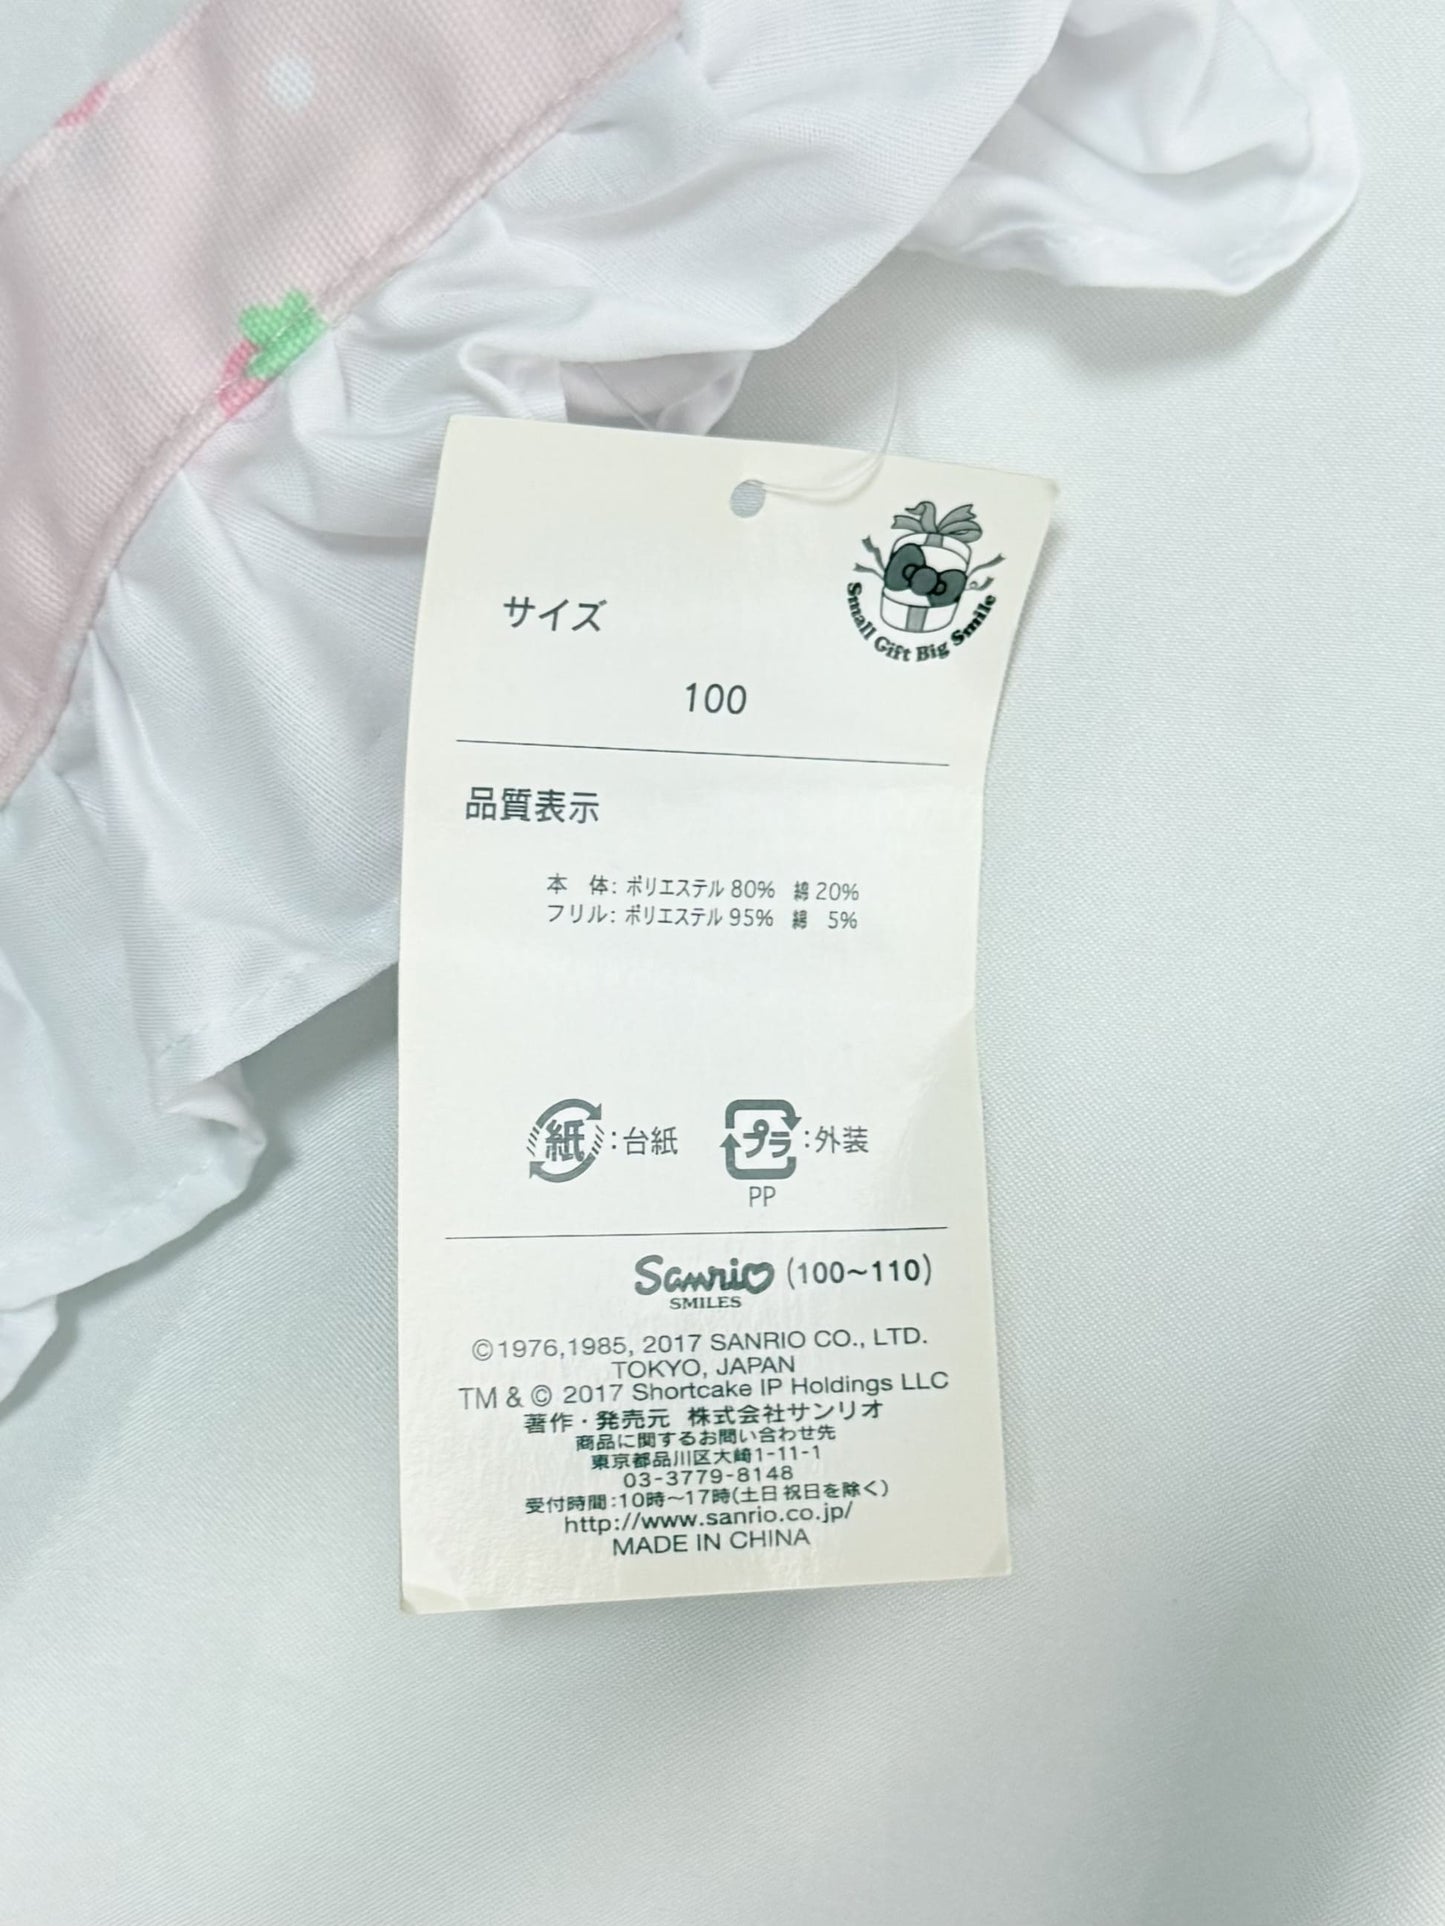 Small Gift Big Smile
サイズ
100
品質表示
本 体: ポリエステル 80% 綿 20%
フリル: ポリエステル 95% 綿 5%
紙 : 台紙 プラ : 外装
PP
Sanrio (100~110)
SMILES
©1976,1985, 2017 SANRIO CO., LTD.
TOKYO, JAPAN
TM & © 2017 Shortcake IP Holdings LLC
著作・発売元 株式会社サンリオ
商品に関するお問い合わせ先
東京都品川区大崎1-11-1
03-3779-8148
受付時間:10時~17時(土日 祝日を除く)
http://www.sanrio.co.jp/
MADE IN CHINA